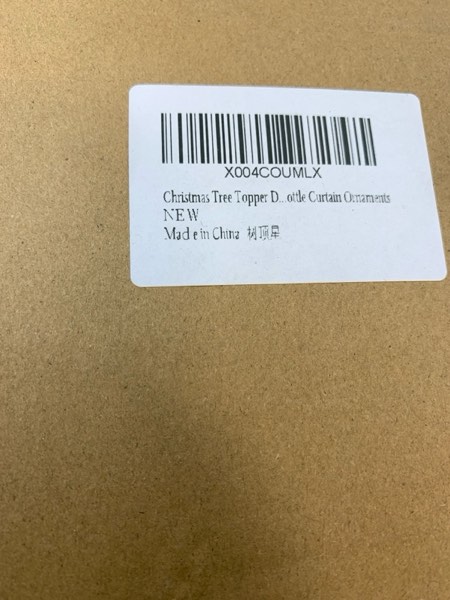 X004COUMLX
Christmas Tree Topper D...ottle Curtain Ornaments
NEW
Made in China 树顶星